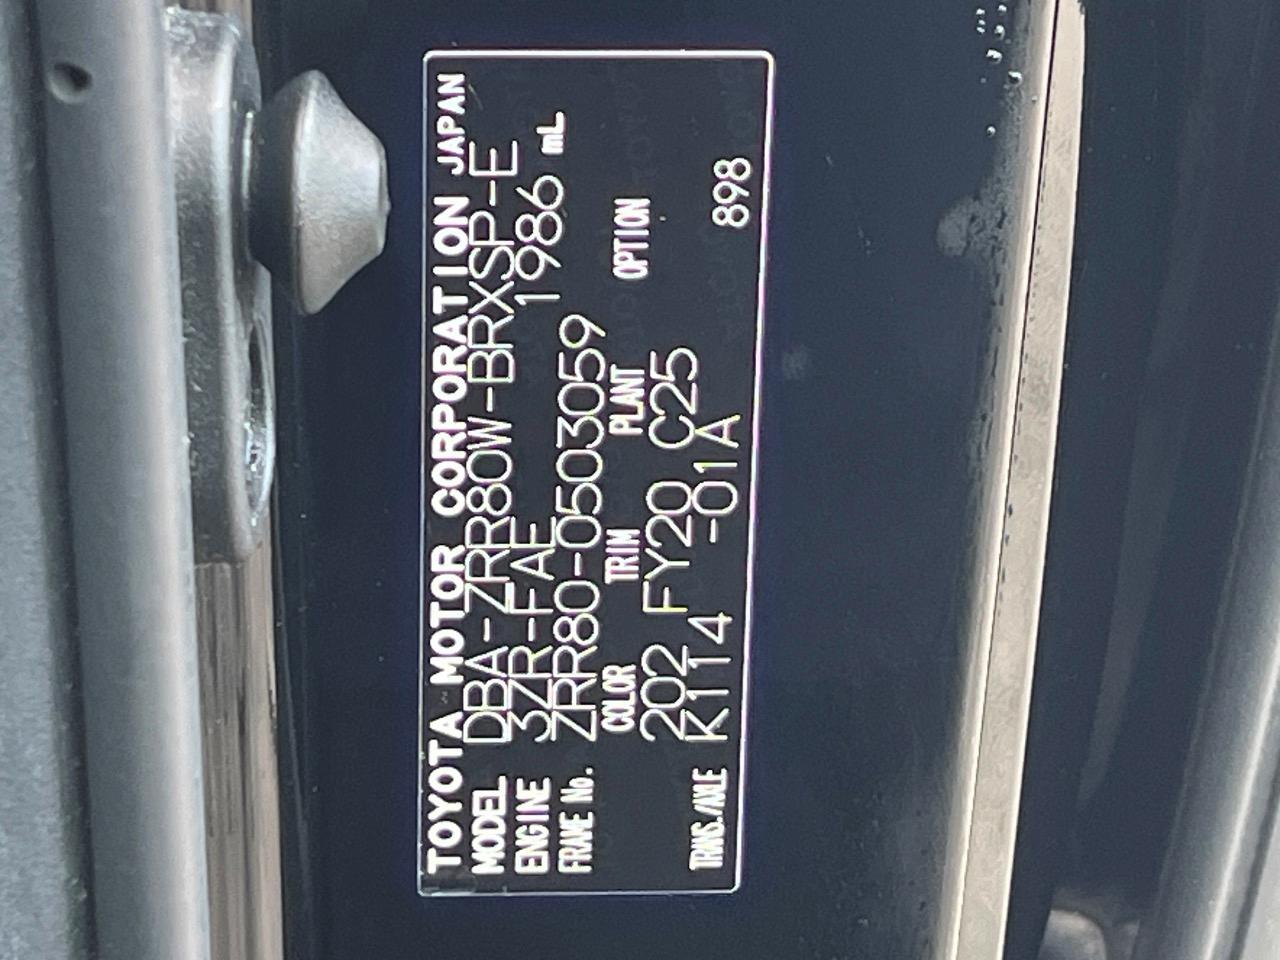 TOYOTA MOTOR CORPORATION JAPAN
MODEL DBA-ZRR80W-BRXSP-E
ENGINE 3ZR-FAE 1986 mL
FRAME No. ZRR80-0503059
COLOR TRIM PLANT OPTION
202 FY20 C25
TRANS./AXLE K114 -01A 898